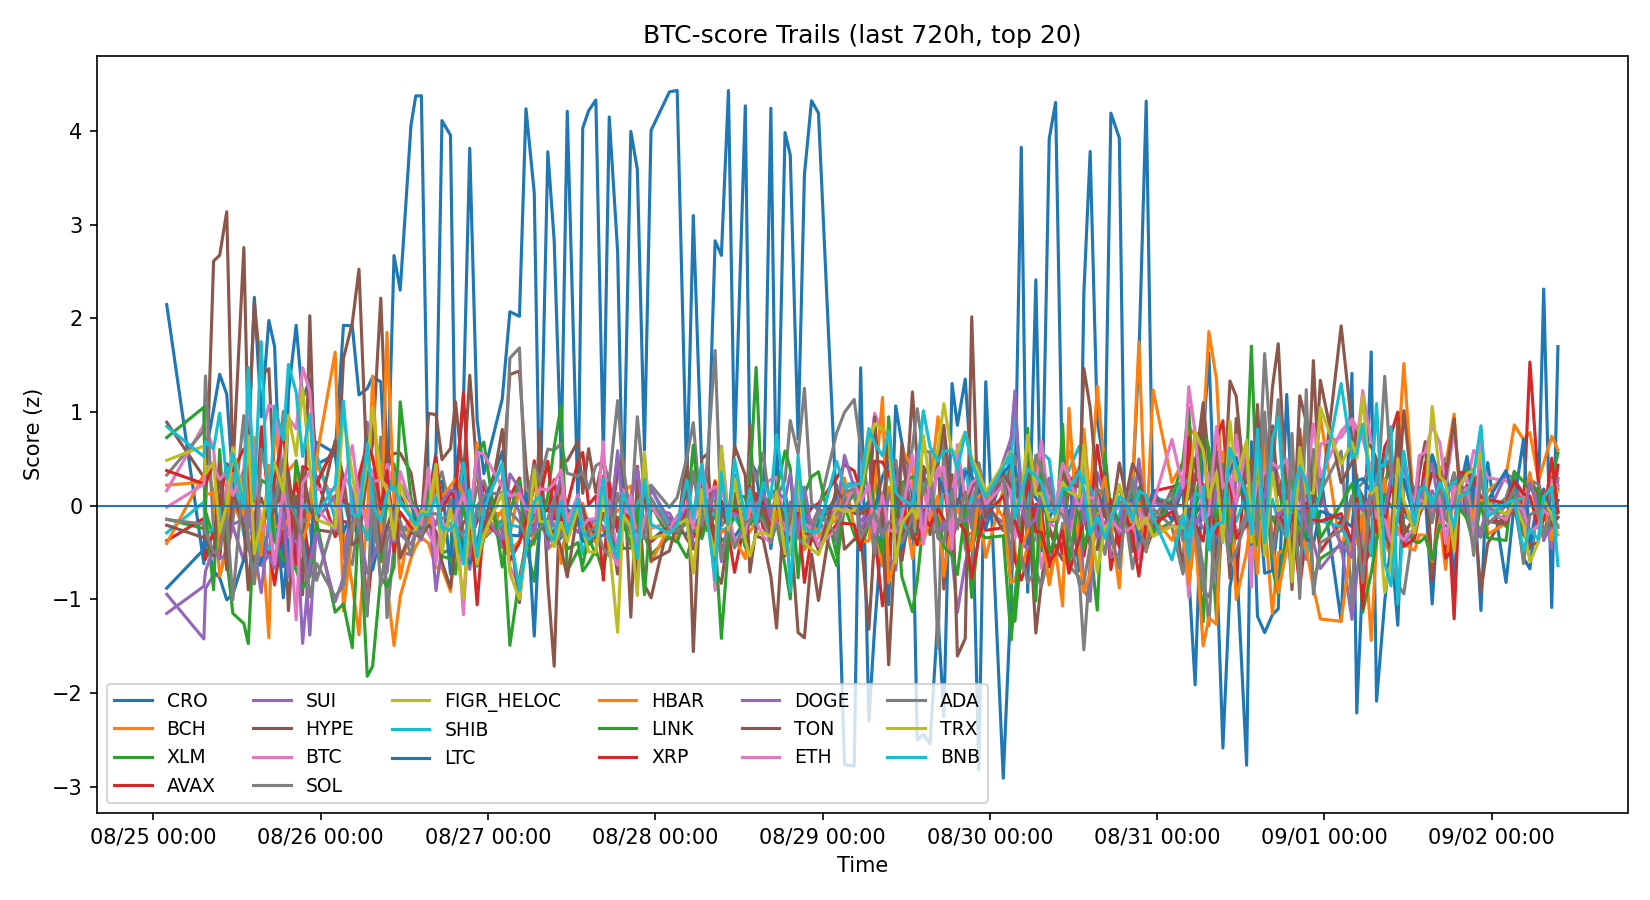 BTC-score Trails (last 720h, top 20)
Score (z)
4
3
2
1
0
−1
−2
−3
CRO SUI FIGR_HELOC HBAR DOGE ADA
BCH HYPE SHIB LINK TON TRX
XLM BTC LTC XRP ETH BNB
AVAX SOL
08/25 00:00 08/26 00:00 08/27 00:00 08/28 00:00 08/29 00:00 08/30 00:00 08/31 00:00 09/01 00:00 09/02 00:00
Time